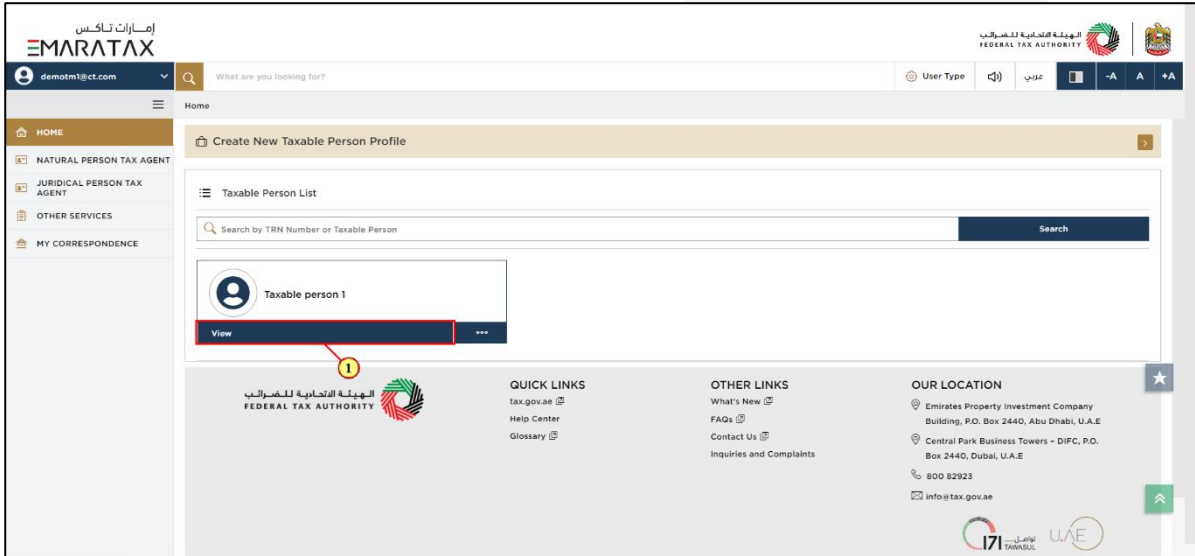 إمـــارات تــاكــس
EMARATAX
الـهـيـئـة الاتـحـاديـة للـضـرائـب
FEDERAL TAX AUTHORITY
demotm1@ct.com
What are you looking for?
User Type
عربي
-A
A
+A
Home
HOME
NATURAL PERSON TAX AGENT
JURIDICAL PERSON TAX
AGENT
OTHER SERVICES
MY CORRESPONDENCE
Create New Taxable Person Profile
Taxable Person List
Search by TRN Number or Taxable Person
Search
Taxable person 1
View
1
الـهـيـئـة الاتـحـاديـة للـضـرائـب
FEDERAL TAX AUTHORITY
QUICK LINKS
tax.gov.ae
Help Center
Glossary
OTHER LINKS
What's New
FAQs
Contact Us
Inquiries and Complaints
OUR LOCATION
Emirates Property Investment Company
Building, P.O. Box 2440, Abu Dhabi, U.A.E
Central Park Business Towers - DIFC, P.O.
Box 2440, Dubai, U.A.E
800 82923
info@tax.gov.ae
171
تواصل
TAWASUL
U.AE